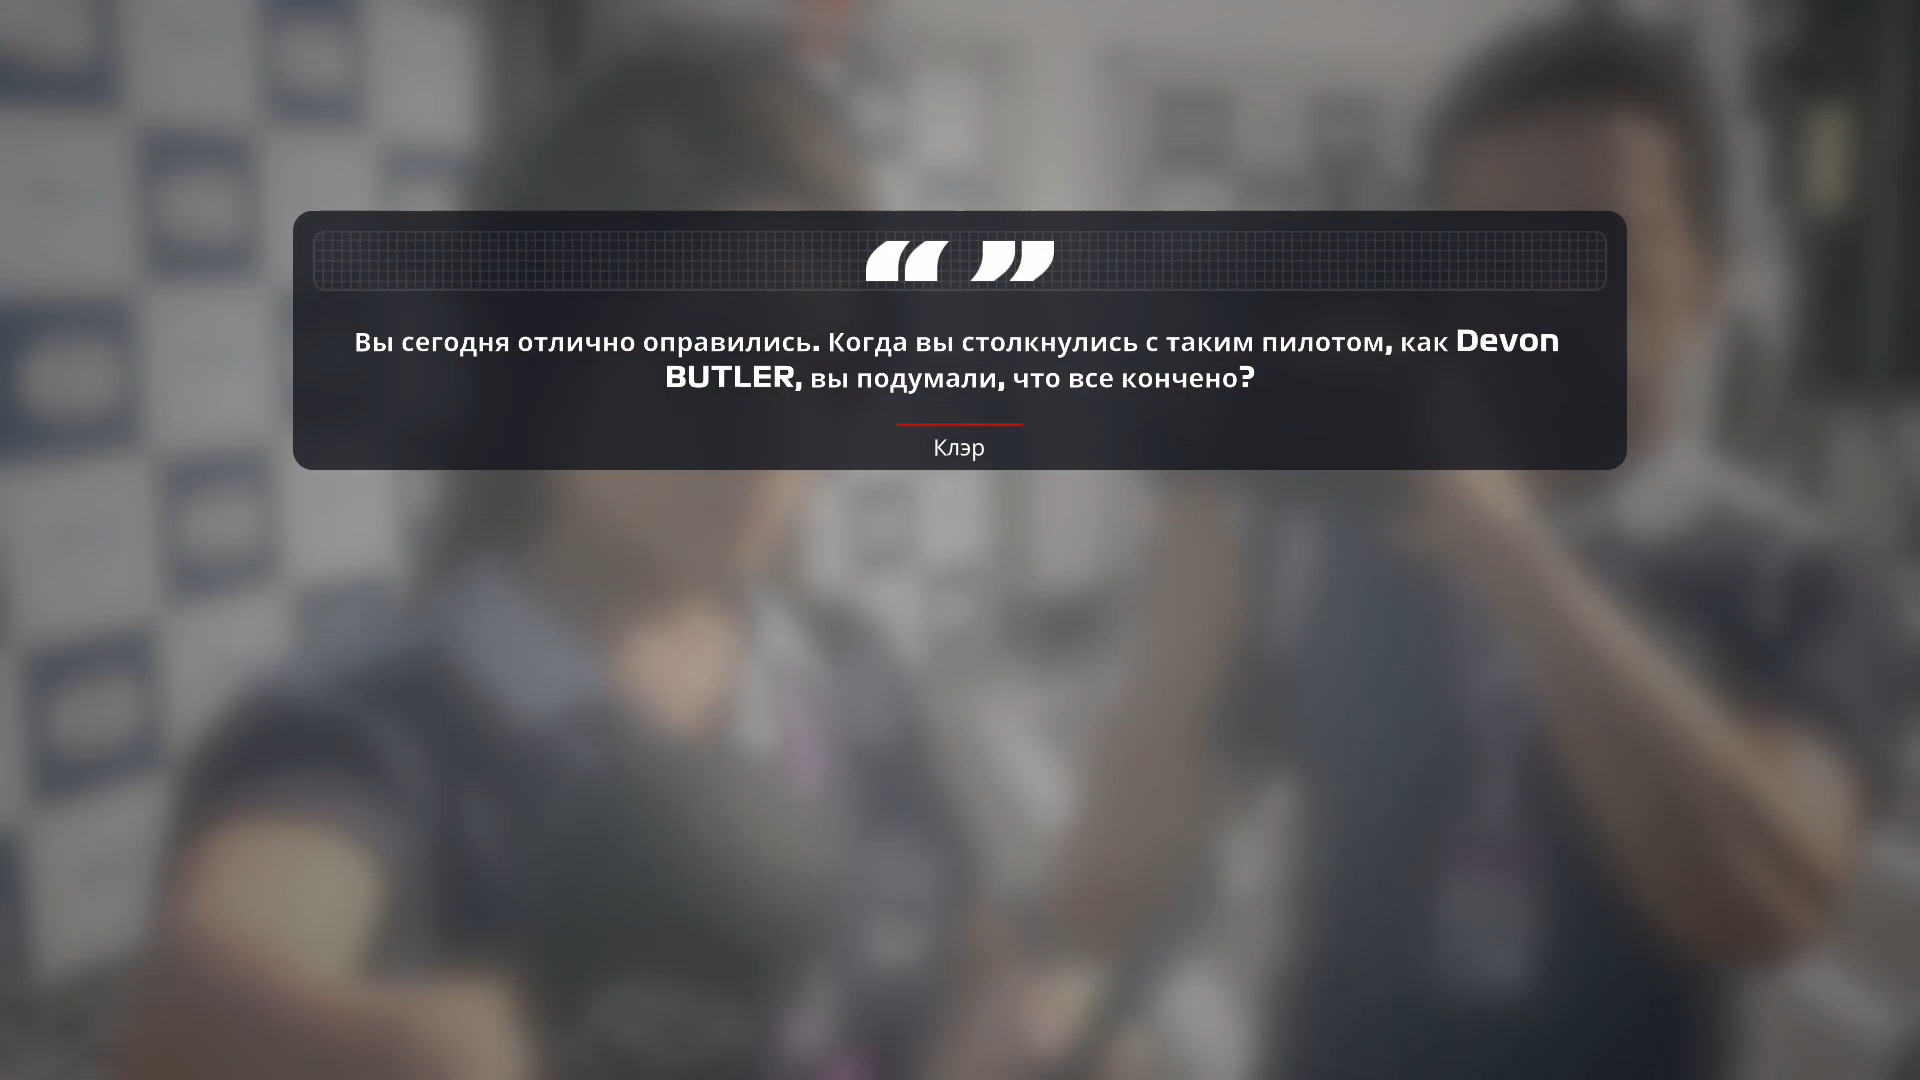 “ ”
Вы сегодня отлично оправились. Когда вы столкнулись с таким пилотом, как Devon
BUTLER, вы подумали, что все кончено?
Клэр